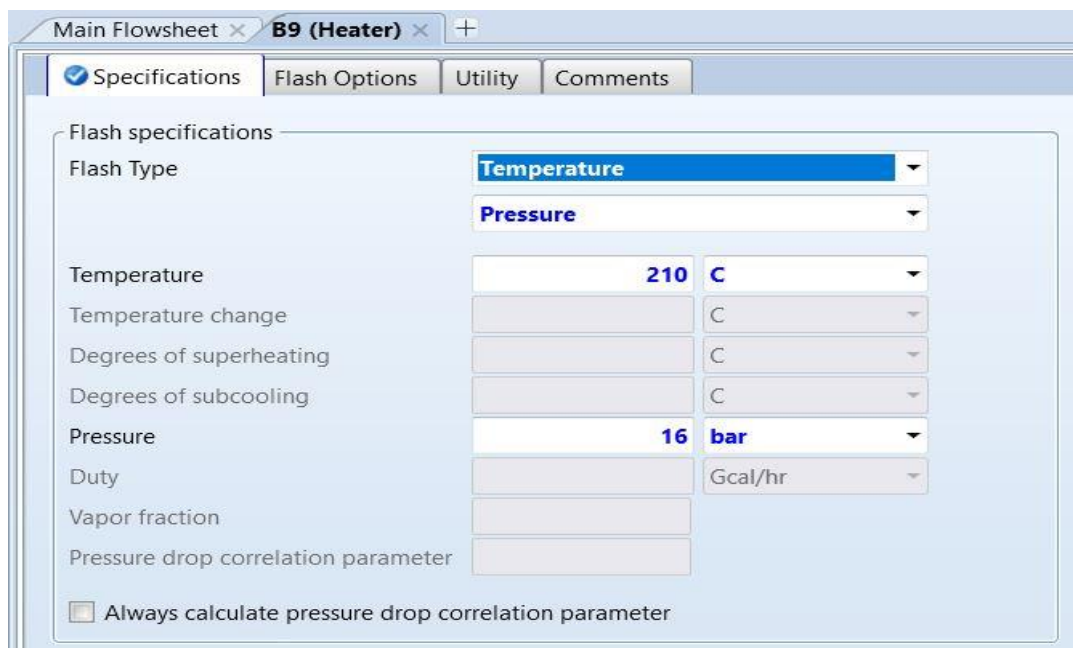 Main Flowsheet × B9 (Heater) × +
Specifications Flash Options Utility Comments
Flash specifications
Flash Type Temperature
Pressure
Temperature 210 C
Temperature change C
Degrees of superheating C
Degrees of subcooling C
Pressure 16 bar
Duty Gcal/hr
Vapor fraction
Pressure drop correlation parameter
Always calculate pressure drop correlation parameter